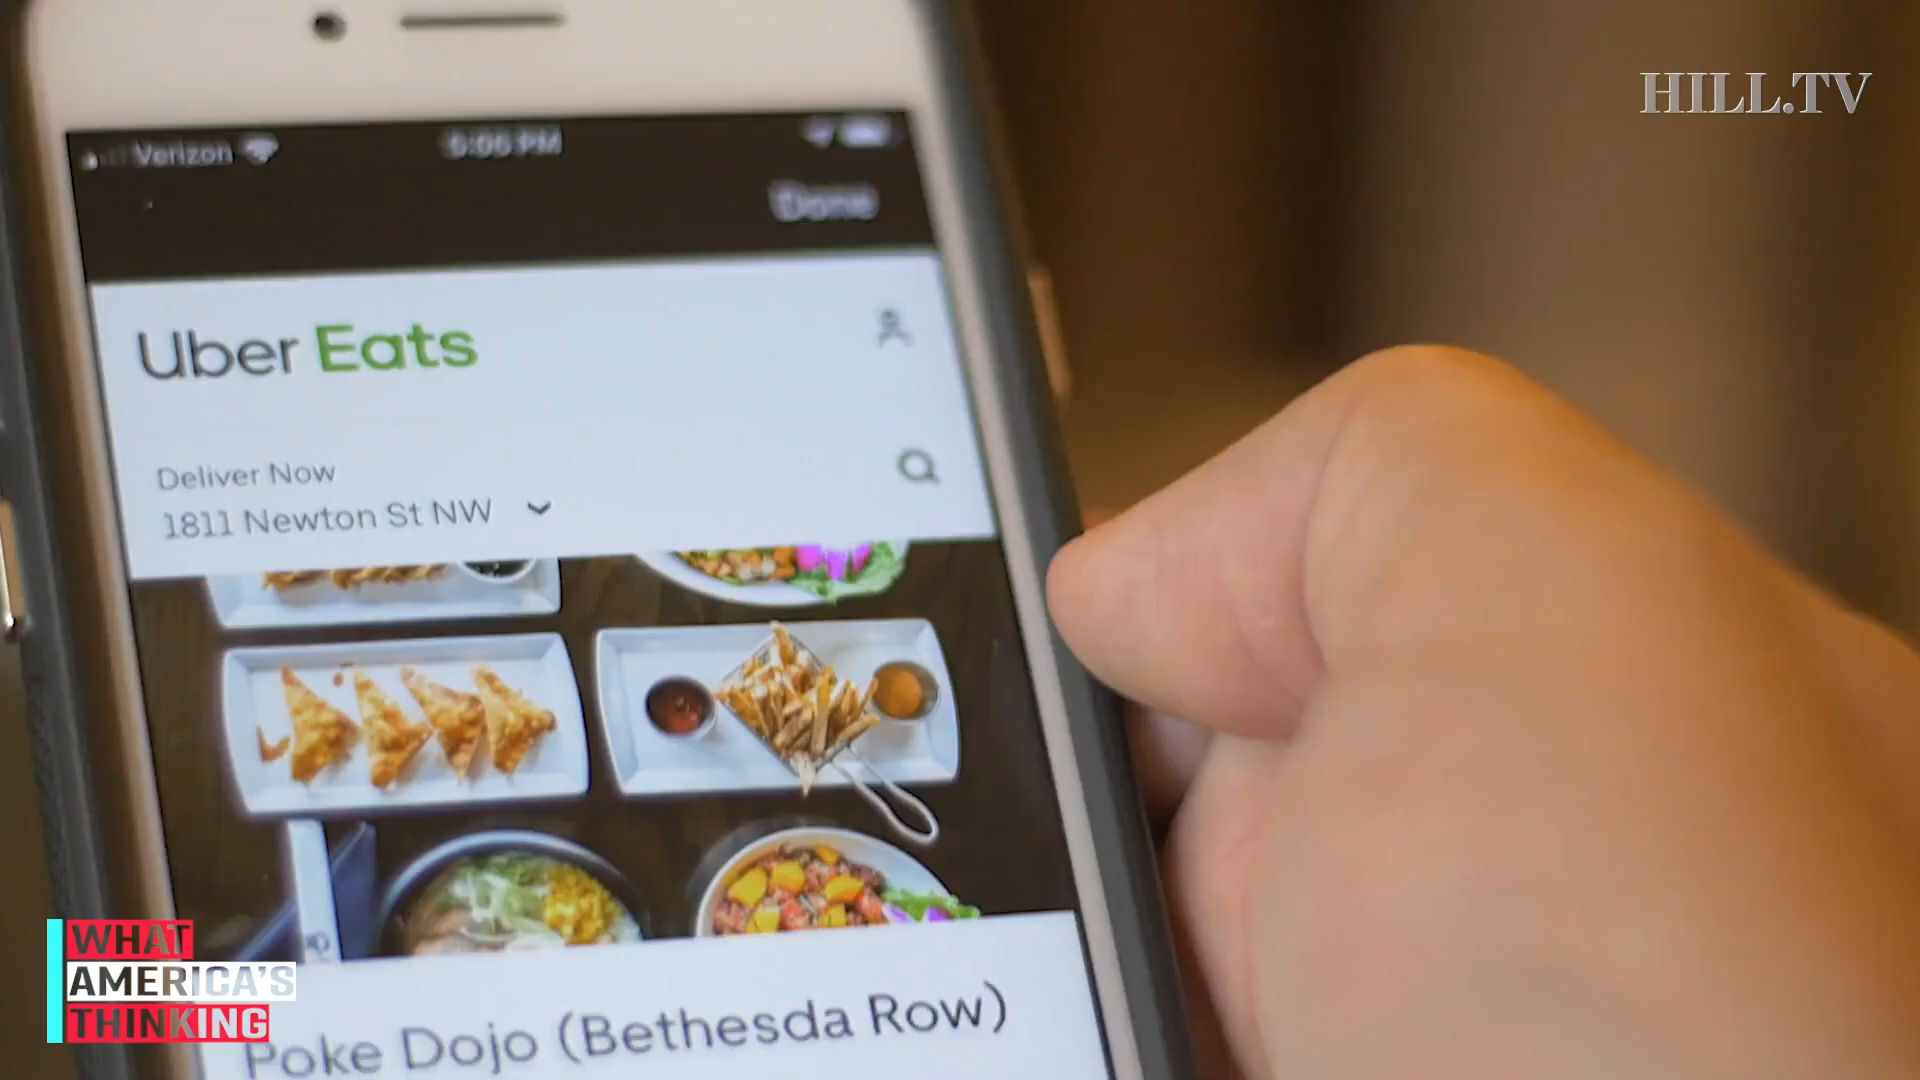 HILL.TV
Verizon
Done
Uber Eats
Deliver Now
1811 Newton St NW
Poke Dojo (Bethesda Row)
WHAT
AMERICA'S
THINKING